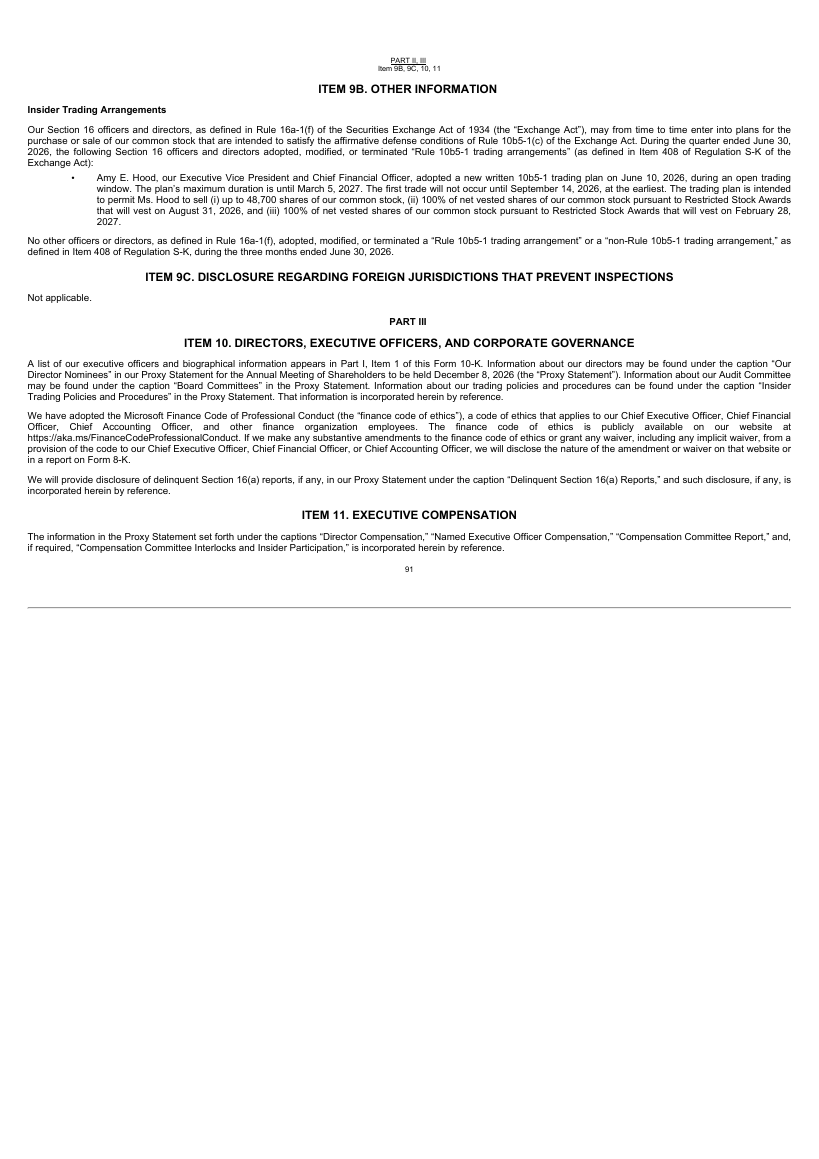 PART II, III
Item 9B, 9C, 10, 11
ITEM 9B. OTHER INFORMATION
Insider Trading Arrangements
Our Section 16 officers and directors, as defined in Rule 16a-1(f) of the Securities Exchange Act of 1934 (the “Exchange Act”), may from time to time enter into plans for the
purchase or sale of our common stock that are intended to satisfy the affirmative defense conditions of Rule 10b5-1(c) of the Exchange Act. During the quarter ended June 30,
2026, the following Section 16 officers and directors adopted, modified, or terminated “Rule 10b5-1 trading arrangements” (as defined in Item 408 of Regulation S-K of the
Exchange Act):
• Amy E. Hood, our Executive Vice President and Chief Financial Officer, adopted a new written 10b5-1 trading plan on June 10, 2026, during an open trading
window. The plan’s maximum duration is until March 5, 2027. The first trade will not occur until September 14, 2026, at the earliest. The trading plan is intended
to permit Ms. Hood to sell (i) up to 48,700 shares of our common stock, (ii) 100% of net vested shares of our common stock pursuant to Restricted Stock Awards
that will vest on August 31, 2026, and (iii) 100% of net vested shares of our common stock pursuant to Restricted Stock Awards that will vest on February 28,
2027.
No other officers or directors, as defined in Rule 16a-1(f), adopted, modified, or terminated a “Rule 10b5-1 trading arrangement” or a “non-Rule 10b5-1 trading arrangement,” as
defined in Item 408 of Regulation S-K, during the three months ended June 30, 2026.
ITEM 9C. DISCLOSURE REGARDING FOREIGN JURISDICTIONS THAT PREVENT INSPECTIONS
Not applicable.
PART III
ITEM 10. DIRECTORS, EXECUTIVE OFFICERS, AND CORPORATE GOVERNANCE
A list of our executive officers and biographical information appears in Part I, Item 1 of this Form 10-K. Information about our directors may be found under the caption “Our
Director Nominees” in our Proxy Statement for the Annual Meeting of Shareholders to be held December 8, 2026 (the “Proxy Statement”). Information about our Audit Committee
may be found under the caption “Board Committees” in the Proxy Statement. Information about our trading policies and procedures can be found under the caption “Insider
Trading Policies and Procedures” in the Proxy Statement. That information is incorporated herein by reference.
We have adopted the Microsoft Finance Code of Professional Conduct (the “finance code of ethics”), a code of ethics that applies to our Chief Executive Officer, Chief Financial
Officer, Chief Accounting Officer, and other finance organization employees. The finance code of ethics is publicly available on our website at
https://aka.ms/FinanceCodeProfessionalConduct. If we make any substantive amendments to the finance code of ethics or grant any waiver, including any implicit waiver, from a
provision of the code to our Chief Executive Officer, Chief Financial Officer, or Chief Accounting Officer, we will disclose the nature of the amendment or waiver on that website or
in a report on Form 8-K.
We will provide disclosure of delinquent Section 16(a) reports, if any, in our Proxy Statement under the caption “Delinquent Section 16(a) Reports,” and such disclosure, if any, is
incorporated herein by reference.
ITEM 11. EXECUTIVE COMPENSATION
The information in the Proxy Statement set forth under the captions “Director Compensation,” “Named Executive Officer Compensation,” “Compensation Committee Report,” and,
if required, “Compensation Committee Interlocks and Insider Participation,” is incorporated herein by reference.
91